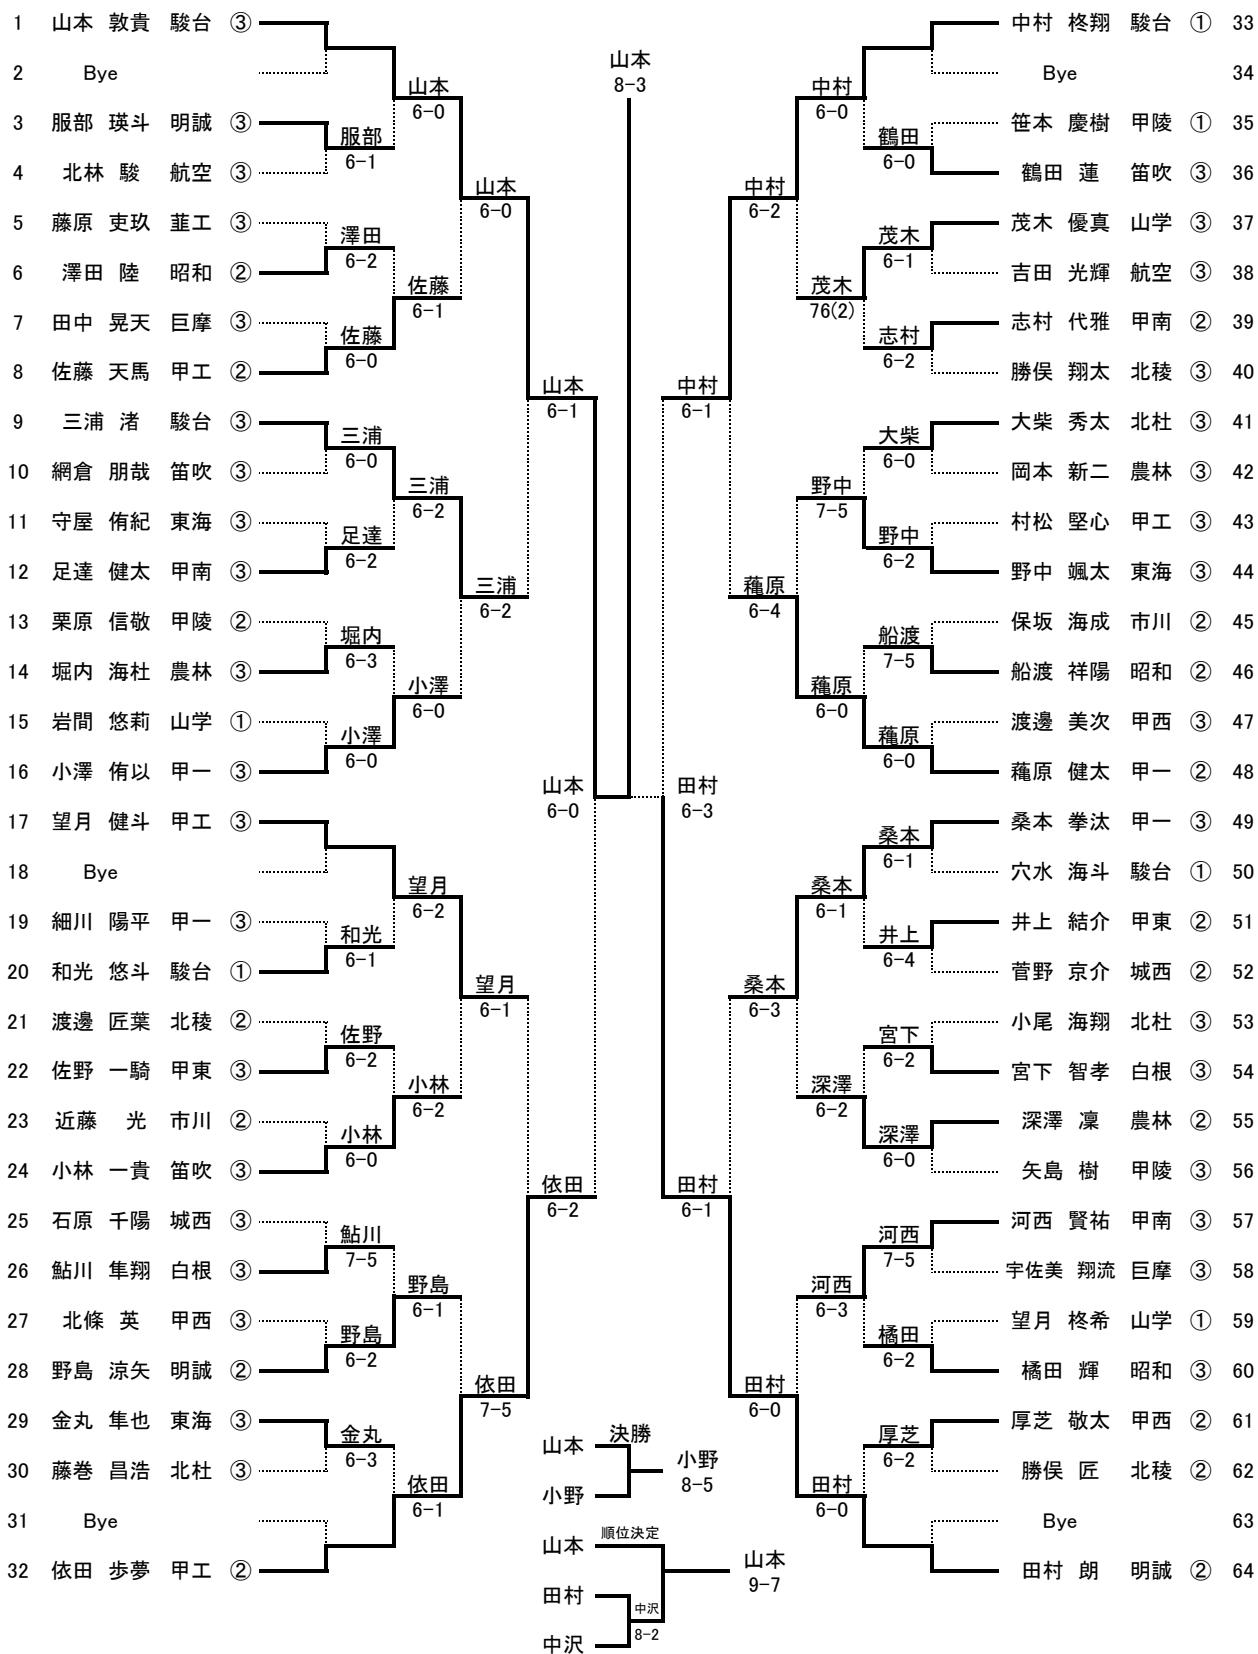 1 山本 敦貴 駿台 ③
2 Bye
3 服部 瑛斗 明誠 ③
4 北林 駿 航空 ③
5 藤原 吏玖 韮工 ③
6 澤田 陸 昭和 ②
7 田中 晃天 巨摩 ③
8 佐藤 天馬 甲工 ②
9 三浦 渚 駿台 ③
10 網倉 朋哉 笛吹 ③
11 守屋 侑紀 東海 ③
12 足達 健太 甲南 ③
13 栗原 信敬 甲陵 ②
14 堀内 海杜 農林 ③
15 岩間 悠莉 山学 ①
16 小澤 侑以 甲一 ③
17 望月 健斗 甲工 ③
18 Bye
19 細川 陽平 甲一 ③
20 和光 悠斗 駿台 ①
21 渡邊 匠葉 北稜 ②
22 佐野 一騎 甲東 ③
23 近藤 光 市川 ②
24 小林 一貴 笛吹 ③
25 石原 千陽 城西 ③
26 鮎川 隼翔 白根 ③
27 北條 英 甲西 ③
28 野島 涼矢 明誠 ②
29 金丸 隼也 東海 ③
30 藤巻 昌浩 北杜 ③
31 Bye
32 依田 歩夢 甲工 ②
服部
6-1
澤田
6-2
佐藤
6-0
三浦
6-0
足達
6-2
堀内
6-3
小澤
6-0
和光
6-1
佐野
6-2
小林
6-0
鮎川
7-5
野島
6-2
金丸
6-3
山本
6-0
佐藤
6-1
三浦
6-2
小澤
6-0
望月
6-2
小林
6-2
野島
6-1
依田
6-1
山本
6-0
三浦
6-2
望月
6-1
依田
7-5
山本
6-1
依田
6-2
山本
6-0
山本
8-3
田村
6-3
中村
6-1
田村
6-1
中村
6-2
蘒原
6-4
桑本
6-3
田村
6-0
中村
6-0
茂木
76(2)
野中
7-5
蘒原
6-0
桑本
6-1
深澤
6-2
河西
6-3
田村
6-0
鶴田
6-0
茂木
6-1
志村
6-2
大柴
6-0
野中
6-2
船渡
7-5
蘒原
6-0
桑本
6-1
井上
6-4
宮下
6-2
深澤
6-0
河西
7-5
橘田
6-2
厚芝
6-2
中村 柊翔 駿台 ① 33
Bye 34
笹本 慶樹 甲陵 ① 35
鶴田 蓮 笛吹 ③ 36
茂木 優真 山学 ③ 37
吉田 光輝 航空 ③ 38
志村 代雅 甲南 ② 39
勝俣 翔太 北稜 ③ 40
大柴 秀太 北杜 ③ 41
岡本 新二 農林 ③ 42
村松 堅心 甲工 ③ 43
野中 颯太 東海 ③ 44
保坂 海成 市川 ② 45
船渡 祥陽 昭和 ② 46
渡邊 美次 甲西 ③ 47
蘒原 健太 甲一 ② 48
桑本 拳汰 甲一 ③ 49
穴水 海斗 駿台 ① 50
井上 結介 甲東 ② 51
菅野 京介 城西 ② 52
小尾 海翔 北杜 ③ 53
宮下 智孝 白根 ③ 54
深澤 凜 農林 ② 55
矢島 樹 甲陵 ③ 56
河西 賢祐 甲南 ③ 57
宇佐美 翔流 巨摩 ③ 58
望月 柊希 山学 ① 59
橘田 輝 昭和 ③ 60
厚芝 敬太 甲西 ② 61
勝俣 匠 北稜 ② 62
Bye 63
田村 朗 明誠 ② 64
決勝
山本
小野
小野
8-5
順位決定
山本
田村
中沢
中沢
8-2
山本
9-7